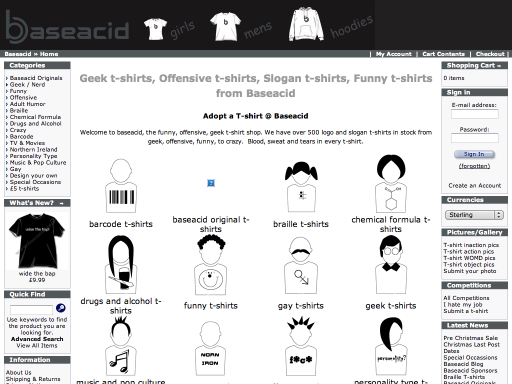 baseacid
girls
mens
hoodies
Baseacid » Home
| My Account | Cart Contents | Checkout |
Categories
Baseacid Originals
Geek / Nerd
Funny
Offensive
Adult Humor
Braille
Chemical Formula
Drugs and Alcohol
Crazy
Barcode
TV & Movies
Northern Ireland
Personality Type
Music & Pop Culture
Gay
Design your own
Special Occasions
£5 t-shirts
What's New?
wide the bap
wide the bap
£9.99
Quick Find
Use keywords to find the product you are looking for.
Advanced Search
View All Items
Information
About Us
Shipping & Returns
Geek t-shirts, Offensive t-shirts, Slogan t-shirts, Funny t-shirts
from Baseacid
Adopt a T-shirt @ Baseacid
Welcome to baseacid, the funny, offensive, geek t-shirt shop. We have over 500 logo and slogan t-shirts in stock from
geek, offensive, funny, to crazy. Blood, sweat and tears in every t-shirt.
barcode t-shirts
baseacid original t-
shirts
braille t-shirts
chemical formula t-
shirts
drugs and alcohol t-
shirts
funny t-shirts
gay t-shirts
geek t-shirts
NORN
IRON
f*c*
personality?
music and pop culture
personality type t-
Shopping Cart
0 items
Sign in
E-mail address:
Password:
Sign In
(forgotten)
Create an Account
Currencies
Sterling
Pictures/Gallery
T-shirt inaction pics
T-shirt action pics
T-shirt WOMD pics
T-shirt object pics
Submit your photo
Competitions
All Competitions
I hate my job
Submit a t-shirt
Latest News
Pre Christmas Sale
Christmas Last Post
Dates
Special Occassions
Baseacid Blog
Baseacid Sponsors
Braille T-shirts
Baseacid Originals